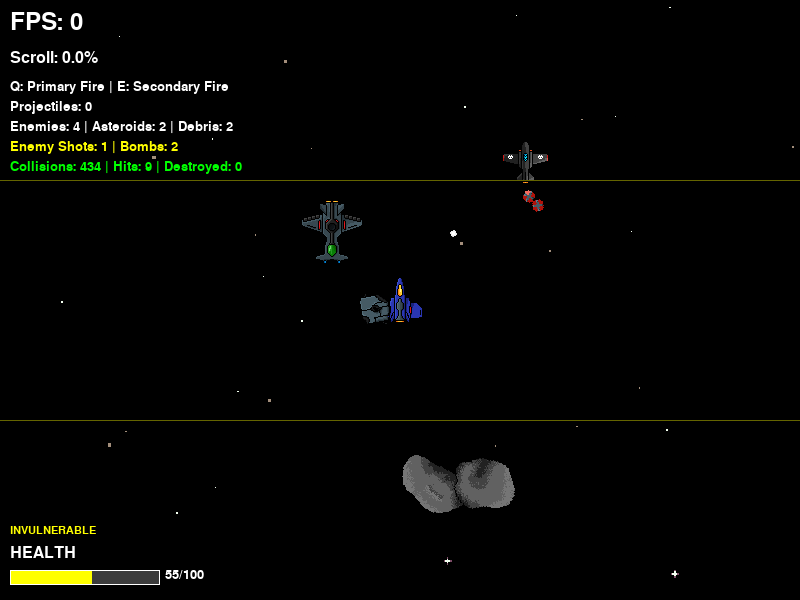 FPS: 0
Scroll: 0.0%
Q: Primary Fire | E: Secondary Fire
Projectiles: 0
Enemies: 4 | Asteroids: 2 | Debris: 2
Enemy Shots: 1 | Bombs: 2
Collisions: 434 | Hits: 9 | Destroyed: 0
INVULNERABLE
HEALTH
55/100